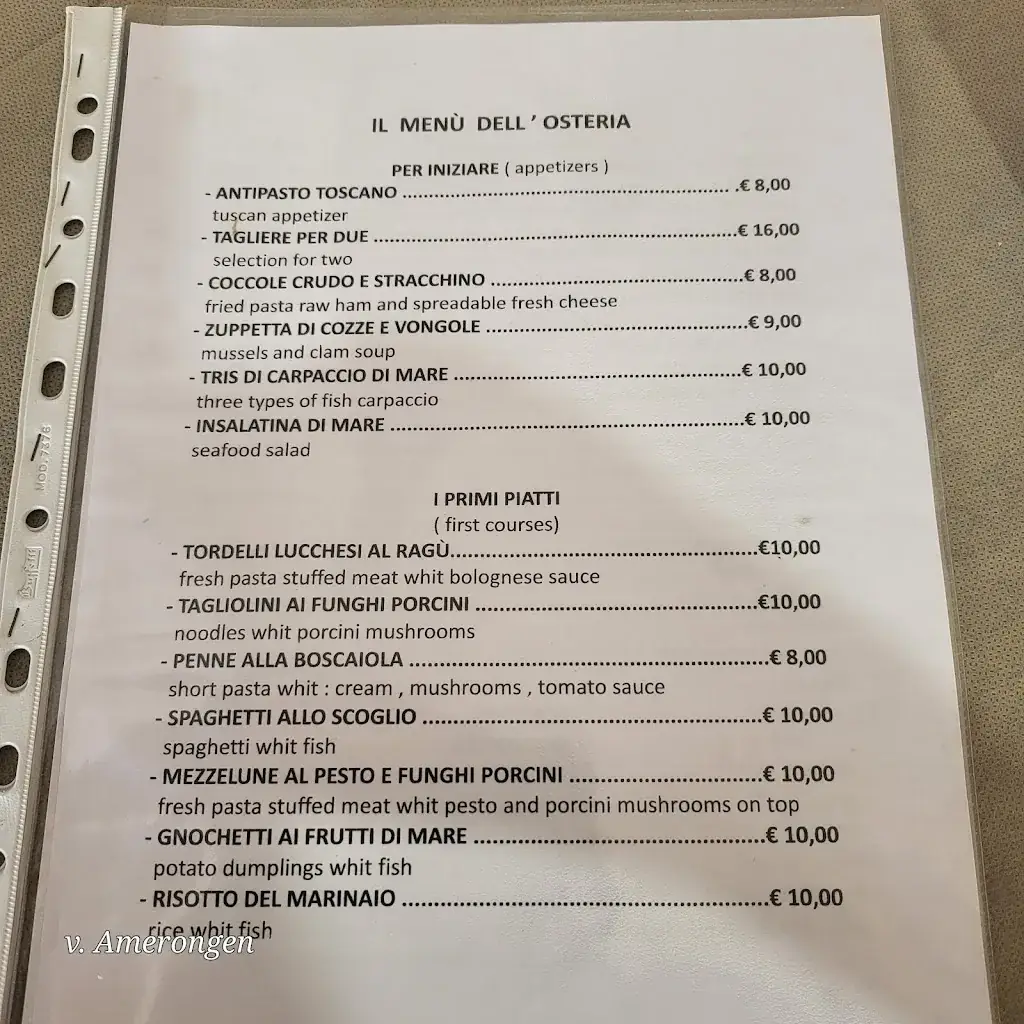 IL MENÙ DELL' OSTERIA
PER INIZIARE ( appetizers )
- ANTIPASTO TOSCANO ........................................................ .€ 8,00
tuscan appetizer
- TAGLIERE PER DUE ..............................................................€ 16,00
selection for two
- COCCOLE CRUDO E STRACCHINO ...........................................€ 8,00
fried pasta raw ham and spreadable fresh cheese
- ZUPPETTA DI COZZE E VONGOLE .............................................€ 9,00
mussels and clam soup
- TRIS DI CARPACCIO DI MARE ..................................................€ 10,00
three types of fish carpaccio
- INSALATINA DI MARE .............................................................€ 10,00
seafood salad
I PRIMI PIATTI
( first courses)
- TORDELLI LUCCHESI AL RAGÙ.....................................................€10,00
fresh pasta stuffed meat whit bolognese sauce
- TAGLIOLINI AI FUNGHI PORCINI ................................................€10,00
noodles whit porcini mushrooms
- PENNE ALLA BOSCAIOLA ............................................................€ 8,00
short pasta whit : cream , mushrooms , tomato sauce
- SPAGHETTI ALLO SCOGLIO .........................................................€ 10,00
spaghetti whit fish
- MEZZELUNE AL PESTO E FUNGHI PORCINI ................................€ 10,00
fresh pasta stuffed meat whit pesto and porcini mushrooms on top
- GNOCHETTI AI FRUTTI DI MARE ................................................€ 10,00
potato dumplings whit fish
- RISOTTO DEL MARINAIO ...........................................................€ 10,00
rice whit fish
v. Amerongen
MOD. 7378